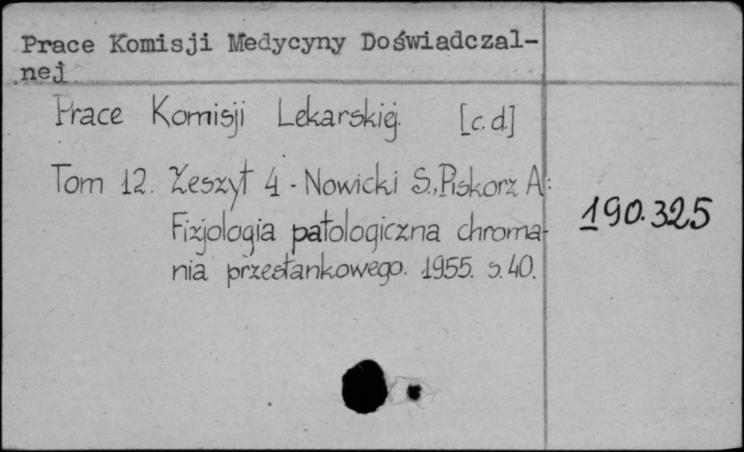 Prace Komisji Medycyny Doświadczal-
nej
Prace Komisji Lekarskiej. [c.d.]
Tom 12. Zeszyt 4 - Nowicki S., Piskorz A.:
190.325
Fizjologia patologiczna chroma-
nia przestankowego. 1955. s. 40.